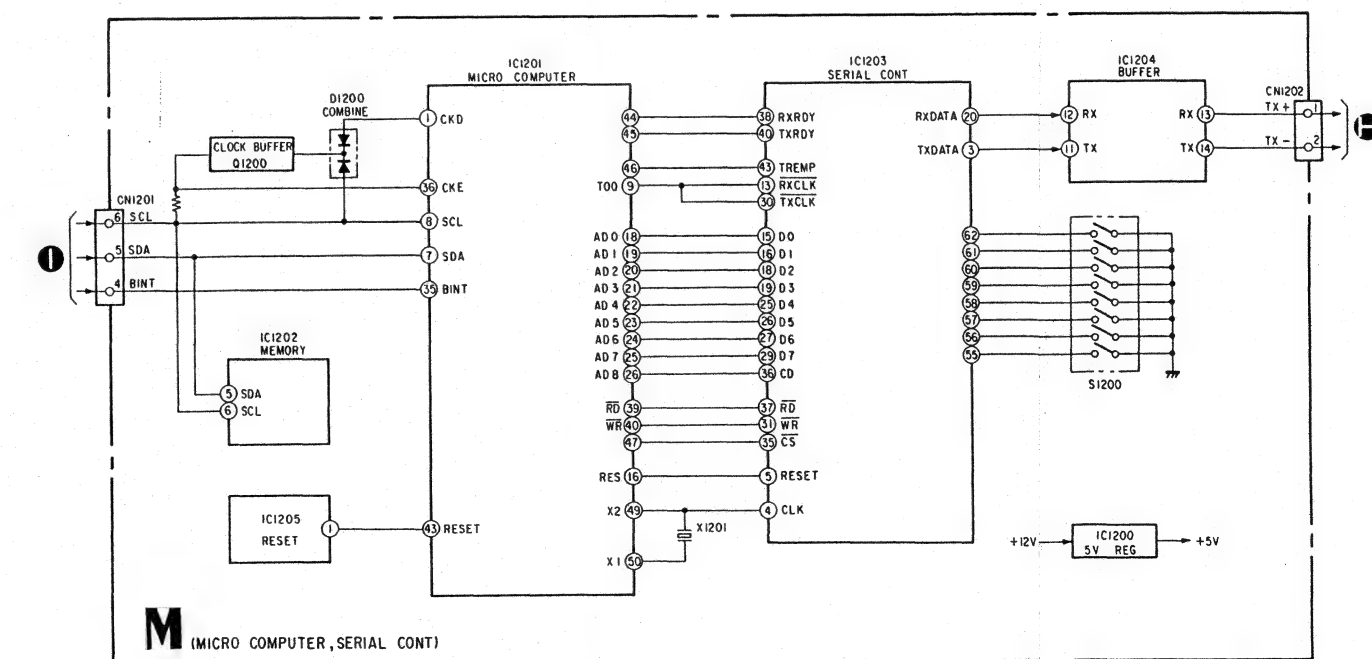 IC1201
MICRO COMPUTER
IC1203
SERIAL CONT
IC1204
BUFFER
CN1202
D1200
COMBINE
CLOCK BUFFER
Q1200
CN1201
6 SCL
5 SDA
4 BINT
1 CKD
36 CKE
8 SCL
7 SDA
35 BINT
43 RESET
IC1202
MEMORY
5 SDA
6 SCL
IC1205
RESET
1
44
45
46
TOO 9
AD0 18
AD1 19
AD2 20
AD3 21
AD4 22
AD5 23
AD6 24
AD7 25
AD8 26
RD 39
WR 40
47
RES 16
X2 49
X1 50
X1201
38 RXRDY
40 TXRDY
43 TREMP
13 RXCLK
30 TXCLK
15 D0
16 D1
18 D2
19 D3
25 D4
26 D5
27 D6
29 D7
36 CD
37 RD
31 WR
35 CS
5 RESET
4 CLK
RXDATA 20
TXDATA 3
62
61
60
59
58
57
56
55
12 RX
11 TX
RX 13
TX 14
TX + 1
TX - 2
S1200
+12V
IC1200
5V REG
+5V
M (MICRO COMPUTER, SERIAL CONT)